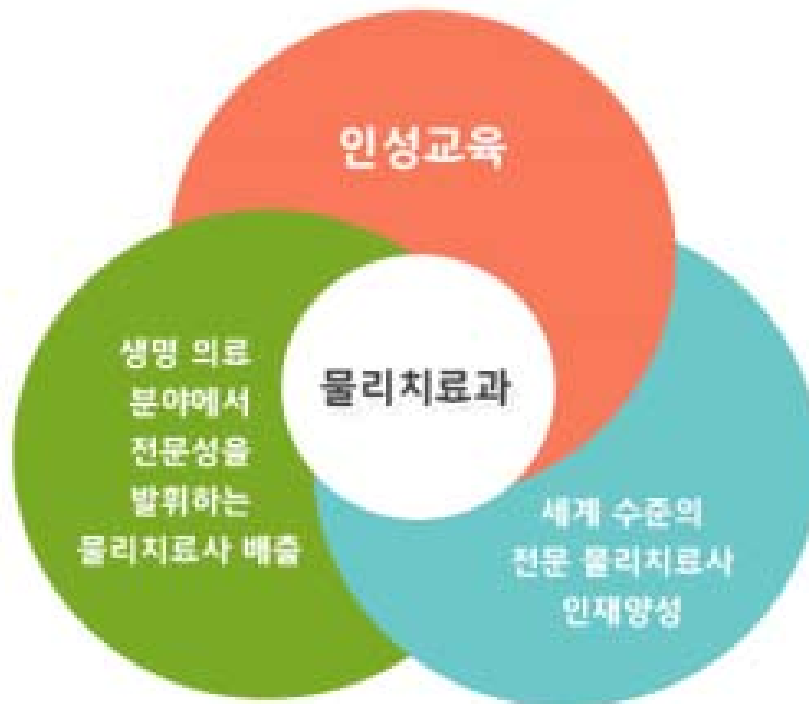 인성교육
생명 의료
분야에서
전문성을
발휘하는
물리치료사 배출
물리치료과
세계 수준의
전문 물리치료사
인재양성